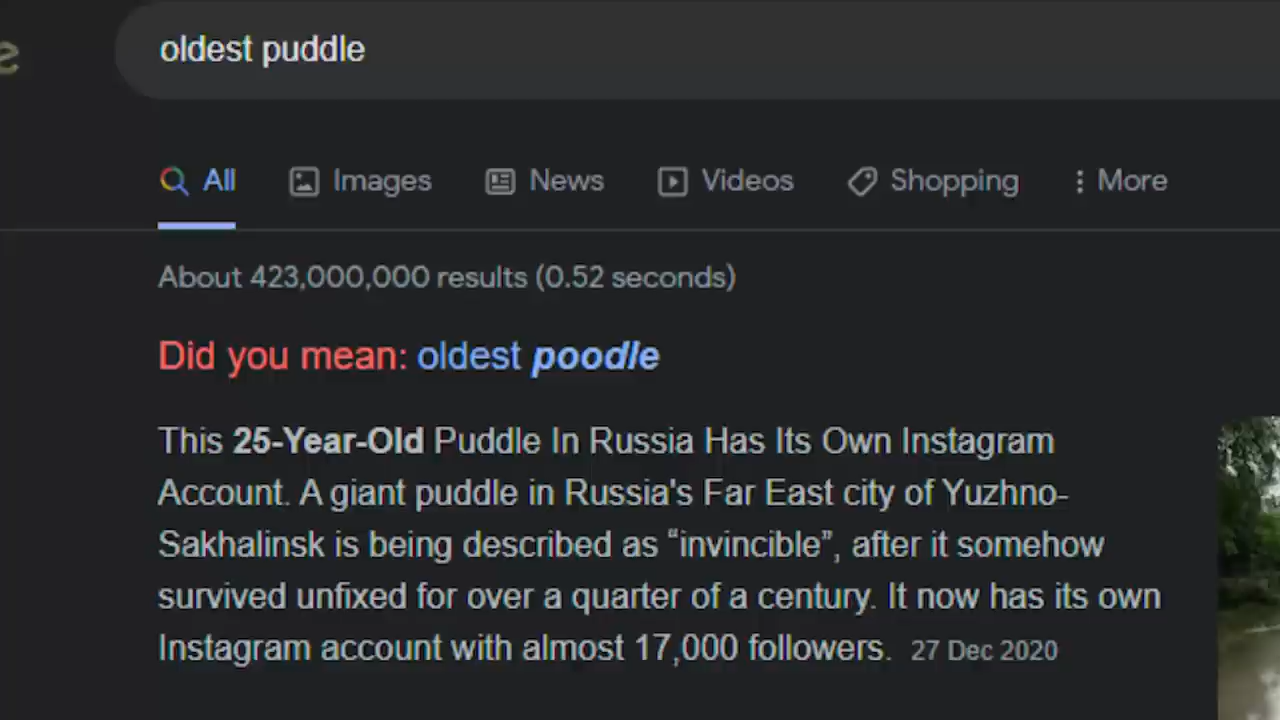 oldest puddle
All Images News Videos Shopping More
About 423,000,000 results (0.52 seconds)
Did you mean: oldest poodle
This 25-Year-Old Puddle In Russia Has Its Own Instagram
Account. A giant puddle in Russia's Far East city of Yuzhno-
Sakhalinsk is being described as “invincible”, after it somehow
survived unfixed for over a quarter of a century. It now has its own
Instagram account with almost 17,000 followers. 27 Dec 2020